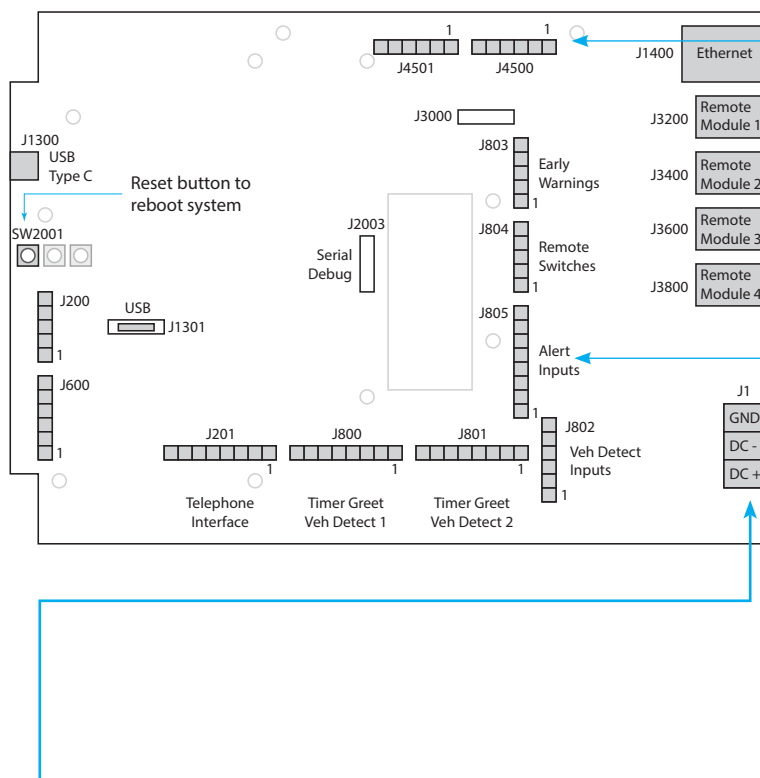 1
1
J4501
J4500
J1400
Ethernet
J3000
J3200
Remote
Module 1
J1300
USB
Type C
J803
Early
Warnings
1
J3400
Remote
Module 2
Reset button to
reboot system
SW2001
J2003
Serial
Debug
J804
Remote
Switches
1
J3600
Remote
Module 3
J3800
Remote
Module 4
J200
1
USB
J1301
J805
Alert
Inputs
1
J600
1
J1
GND
DC -
DC +
J201
1
J800
1
J801
1
J802
Veh Detect
Inputs
1
Telephone
Interface
Timer Greet
Veh Detect 1
Timer Greet
Veh Detect 2